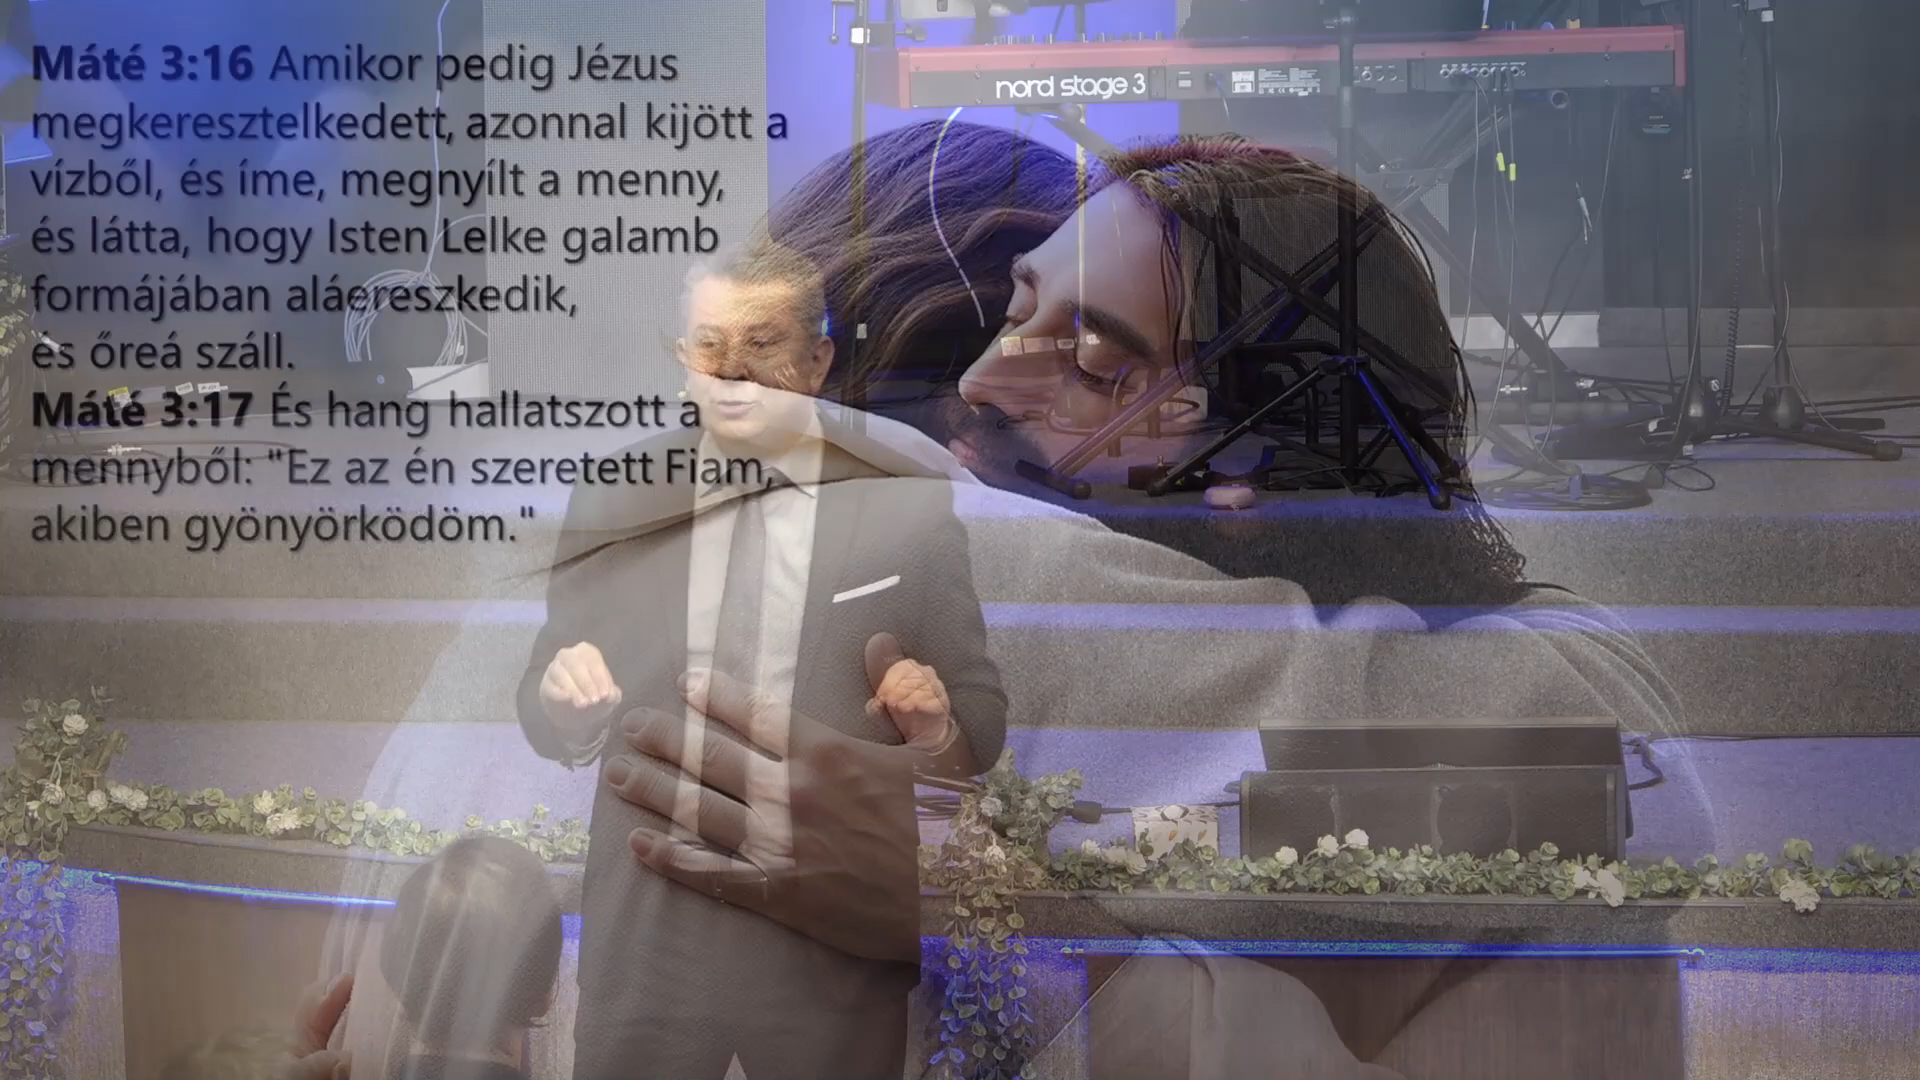 Máté 3:16 Amikor pedig Jézus
megkeresztelkedett, azonnal kijött a
vízből, és íme, megnyílt a menny,
és látta, hogy Isten Lelke galamb
formájában aláereszkedik,
és őreá száll.
Máté 3:17 És hang hallatszott a
mennyből: "Ez az én szeretett Fiam,
akiben gyönyörködöm."
nord stage 3